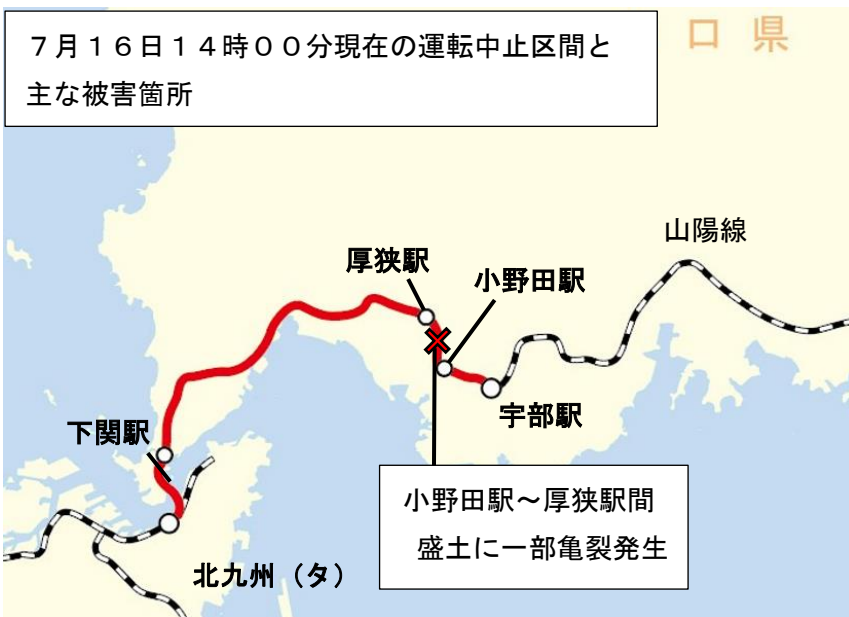 ７月１６日１４時００分現在の運転中止区間と
主な被害箇所
口 県
山陽線
厚狭駅
小野田駅
宇部駅
下関駅
小野田駅～厚狭駅間
盛土に一部亀裂発生
北九州（タ）